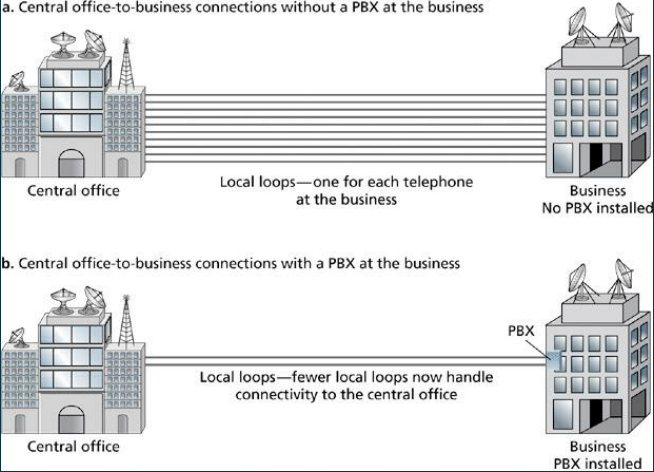 a. Central office-to-business connections without a PBX at the business
Central office
Local loops—one for each telephone
at the business
Business
No PBX installed
b. Central office-to-business connections with a PBX at the business
PBX
Local loops—fewer local loops now handle
connectivity to the central office
Central office
Business
PBX installed